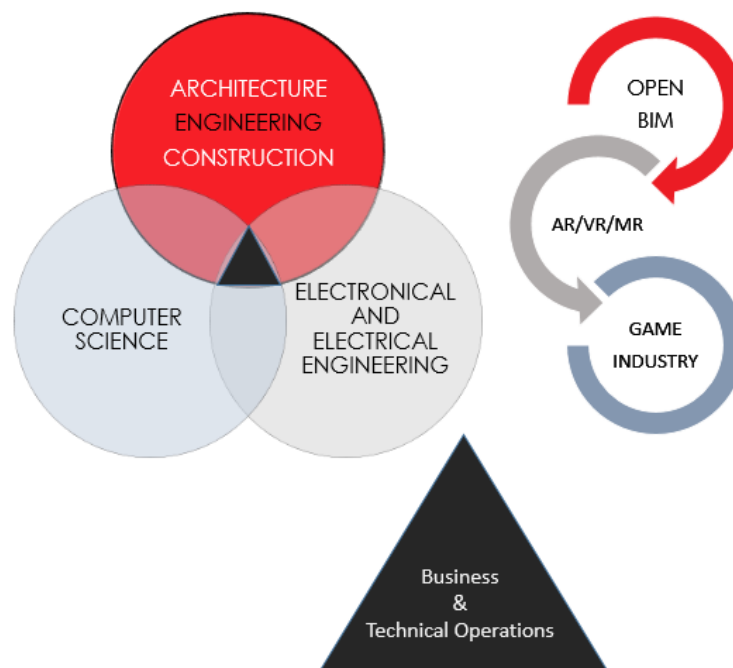 ARCHITECTURE
ENGINEERING
CONSTRUCTION
COMPUTER
SCIENCE
ELECTRONICAL
AND
ELECTRICAL
ENGINEERING
OPEN
BIM
AR/VR/MR
GAME
INDUSTRY
Business
&
Technical Operations